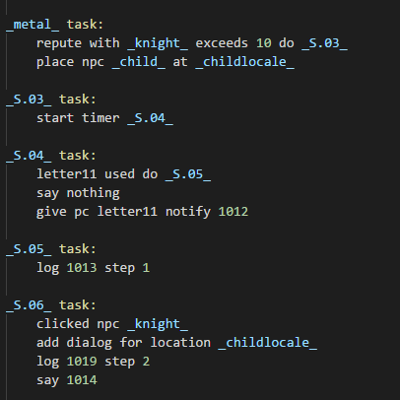 _metal_ task:
repute with _knight_ exceeds 10 do _S.03_
place npc _child_ at _childlocale_
_S.03_ task:
start timer _S.04_
_S.04_ task:
letter11 used do _S.05_
say nothing
give pc letter11 notify 1012
_S.05_ task:
log 1013 step 1
_S.06_ task:
clicked npc _knight_
add dialog for location _childlocale_
log 1019 step 2
say 1014